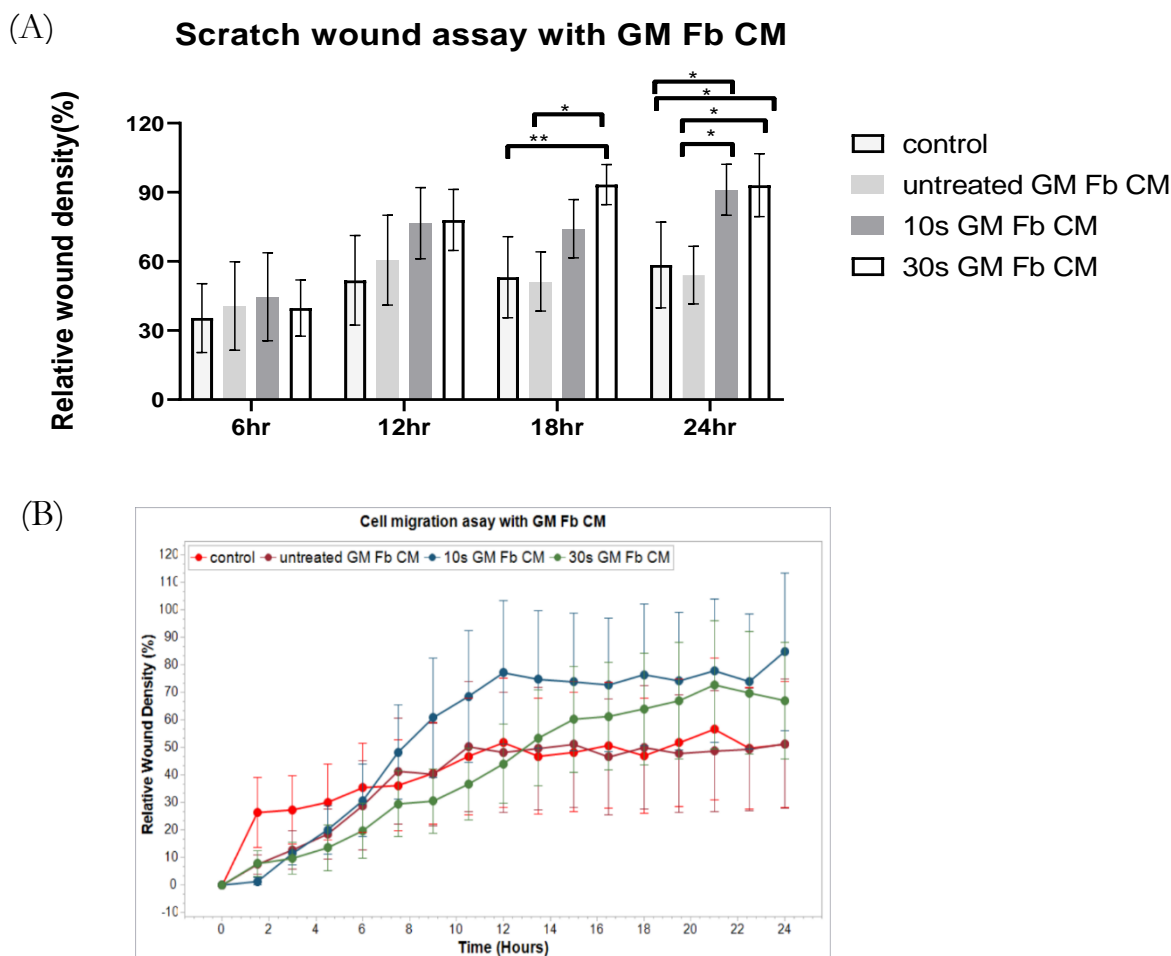 (A)
Scratch wound assay with GM Fb CM
Relative wound density(%)
120
90
60
30
0
* * * * ** * 
6hr 12hr 18hr 24hr
control
untreated GM Fb CM
10s GM Fb CM
30s GM Fb CM
(B)
Cell migration asay with GM Fb CM
control untreated GM Fb CM 10s GM Fb CM 30s GM Fb CM
Relative Wound Density (%)
120
110
100
90
80
70
60
50
40
30
20
10
0
-10
0 2 4 6 8 10 12 14 16 18 20 22 24
Time (Hours)